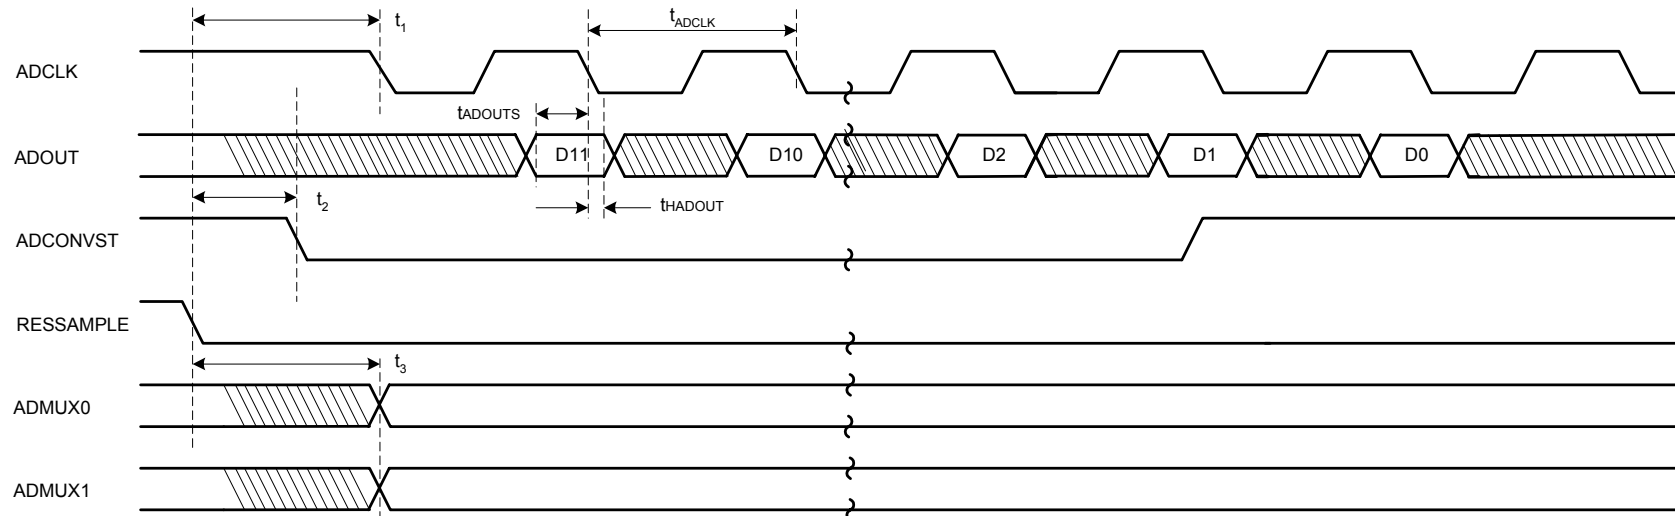 t1
tADCLK
ADCLK
tADOUTS
ADOUT
D11
D10
D2
D1
D0
t2
tHADOUT
ADCONVST
RESSAMPLE
t3
ADMUX0
ADMUX1